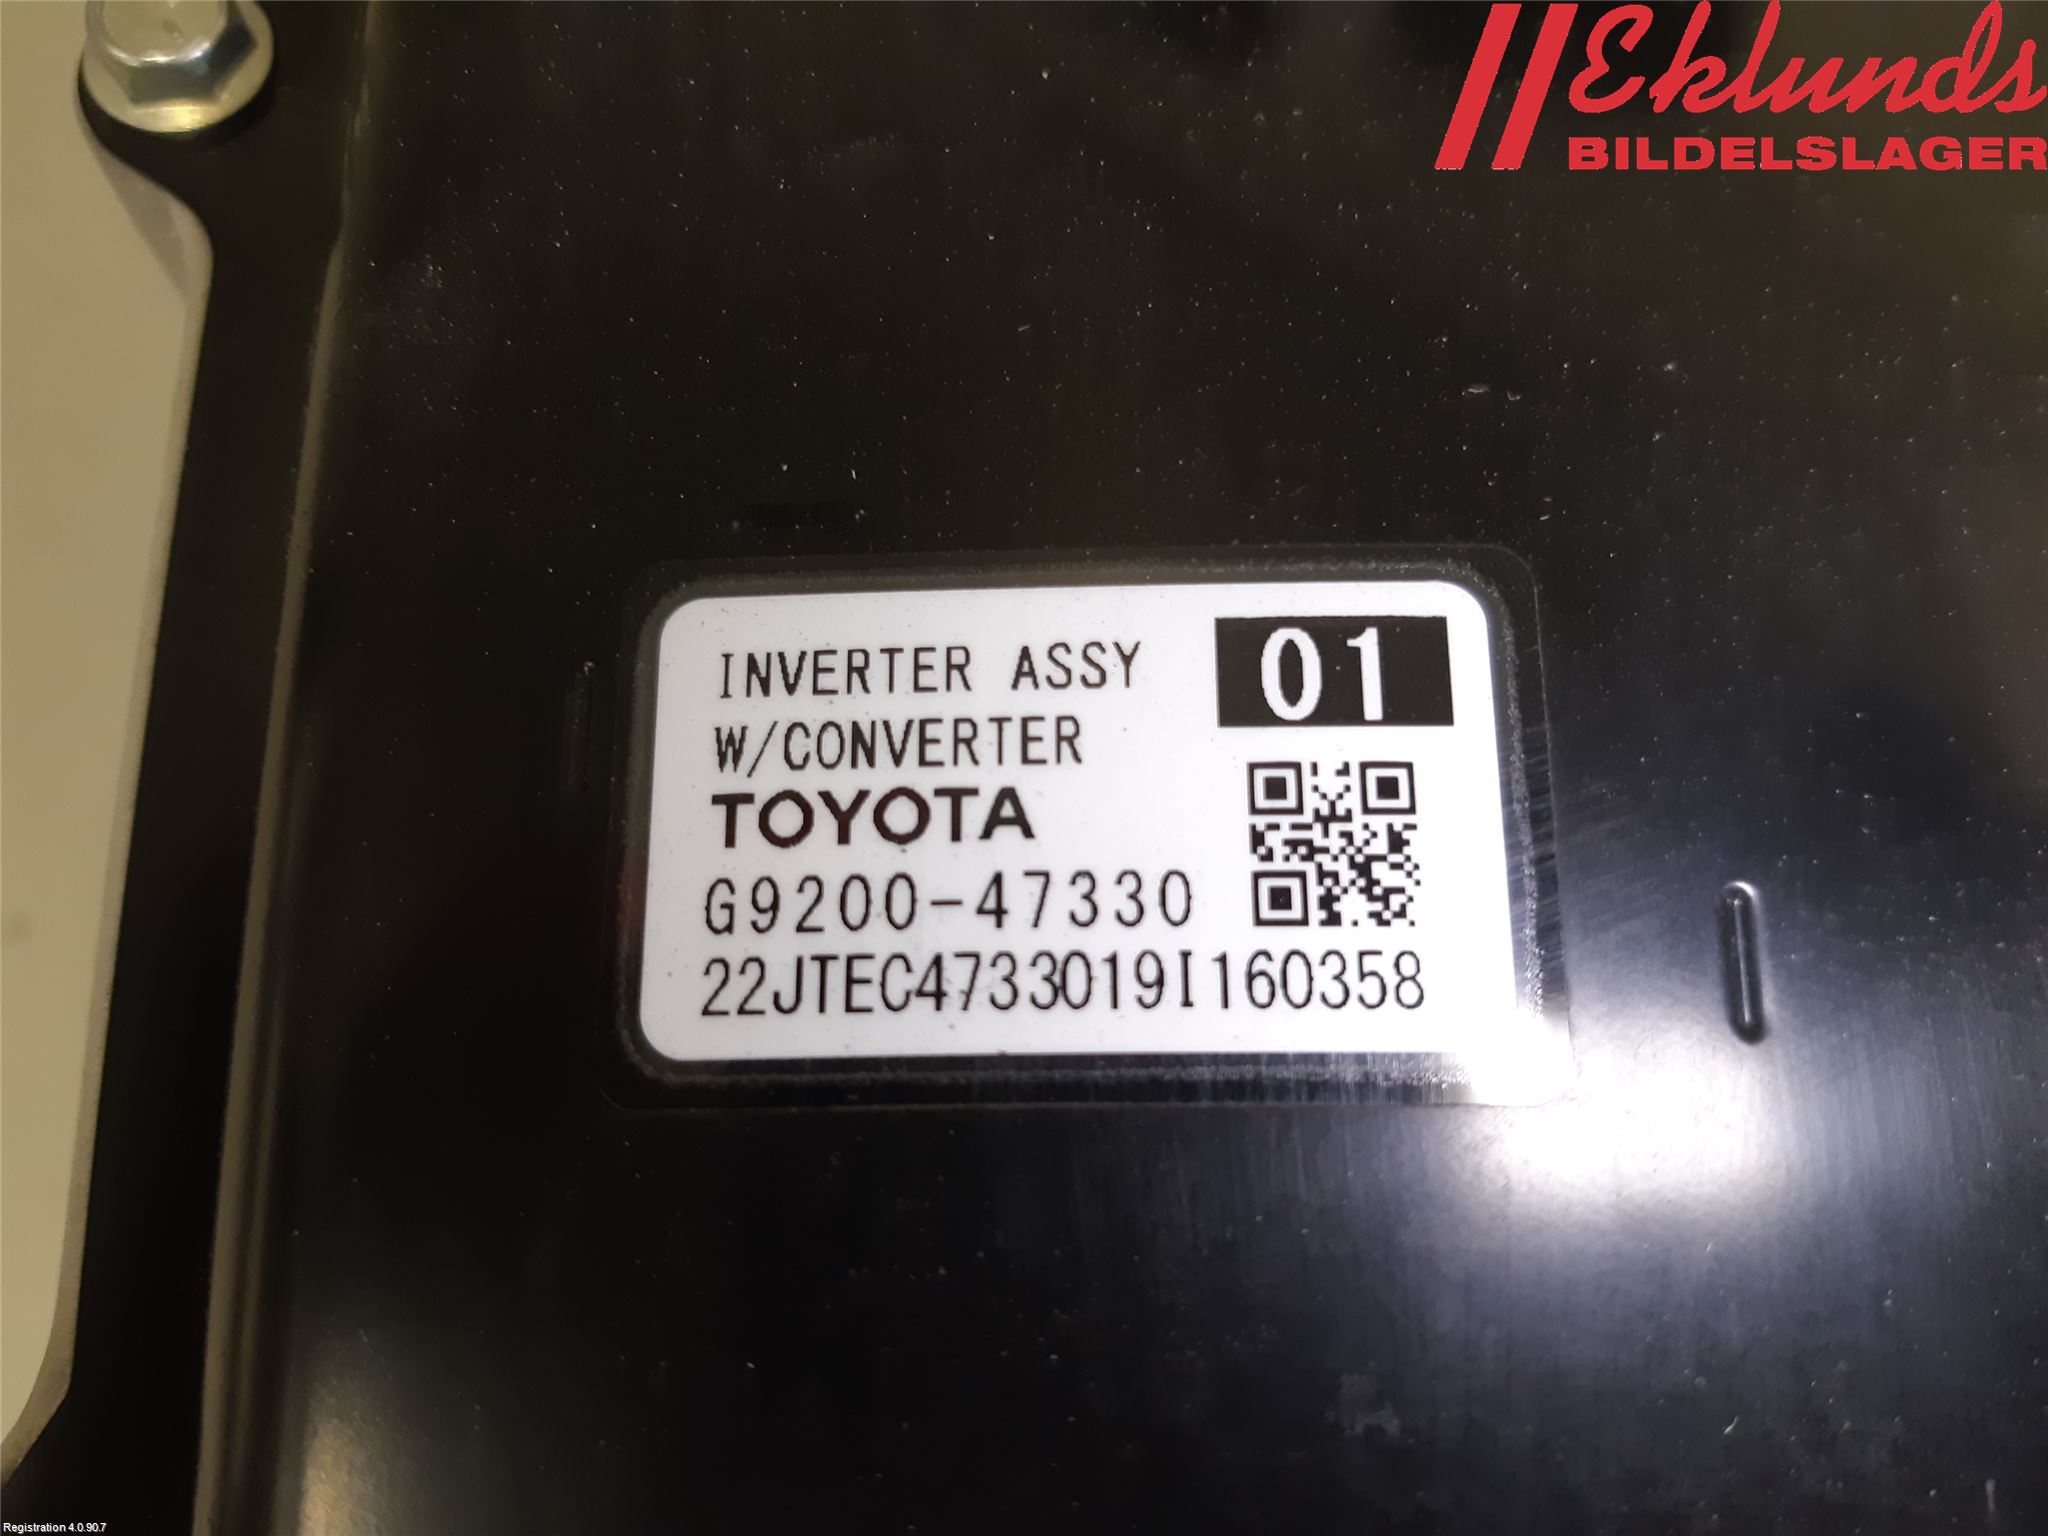 Eklunds
BILDELSLAGER
INVERTER ASSY
01
W/CONVERTER
TOYOTA
G9200-47330
22JTEC4733019I160358
Registration 4.0.90.7